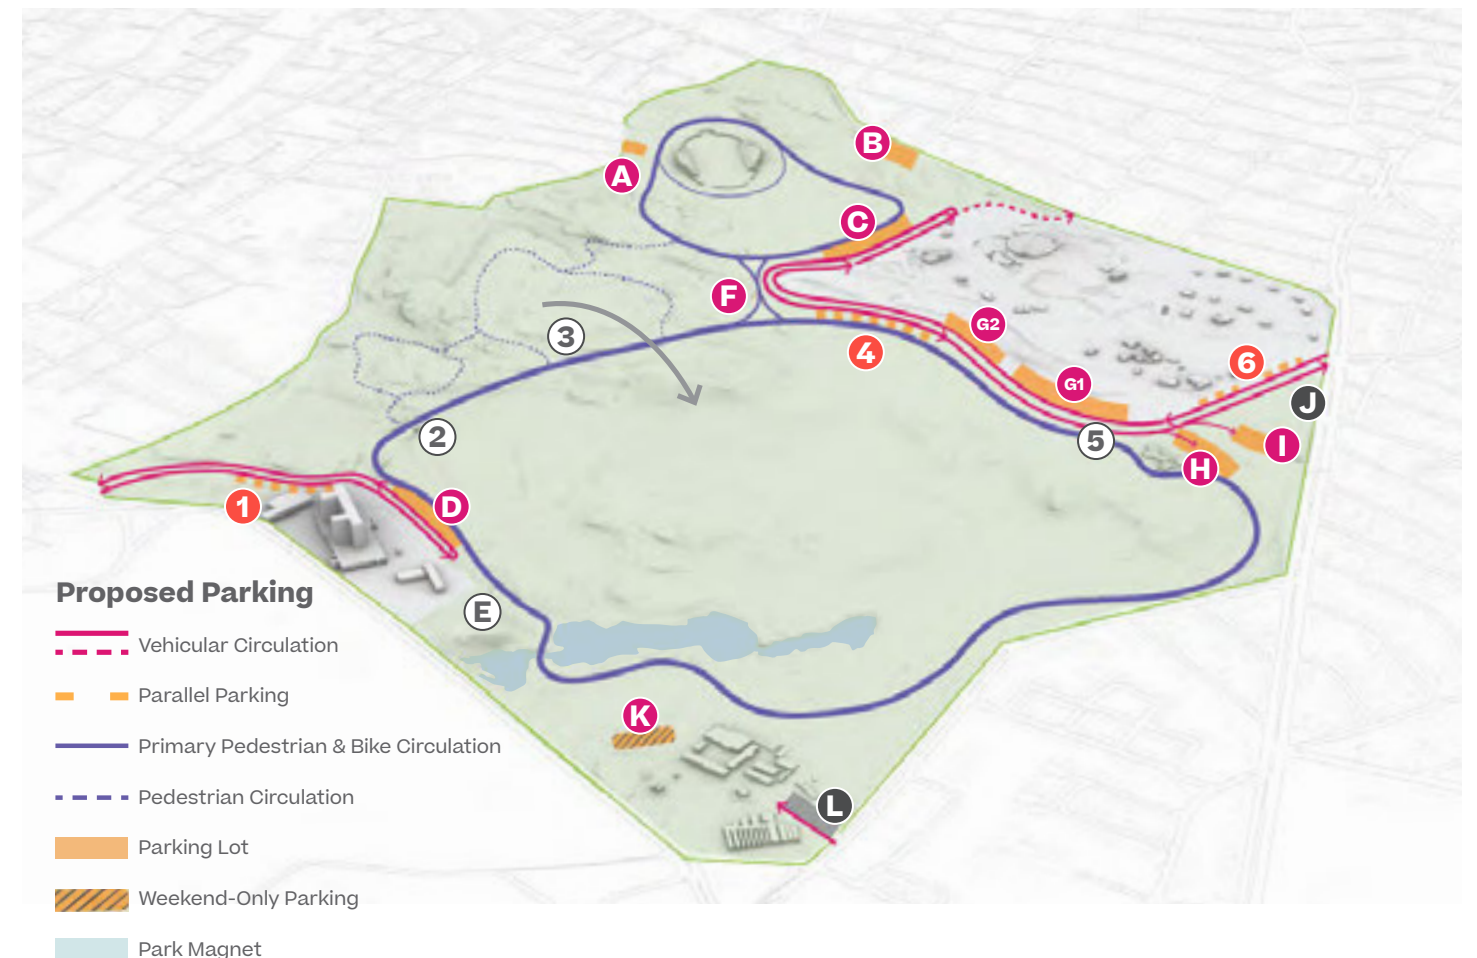 B
A
C
F
G2
3
4
6
G1
J
2
5
I
H
1
D
Proposed Parking
E
Vehicular Circulation
Parallel Parking
K
Primary Pedestrian & Bike Circulation
Pedestrian Circulation
L
Parking Lot
Weekend-Only Parking
Park Magnet